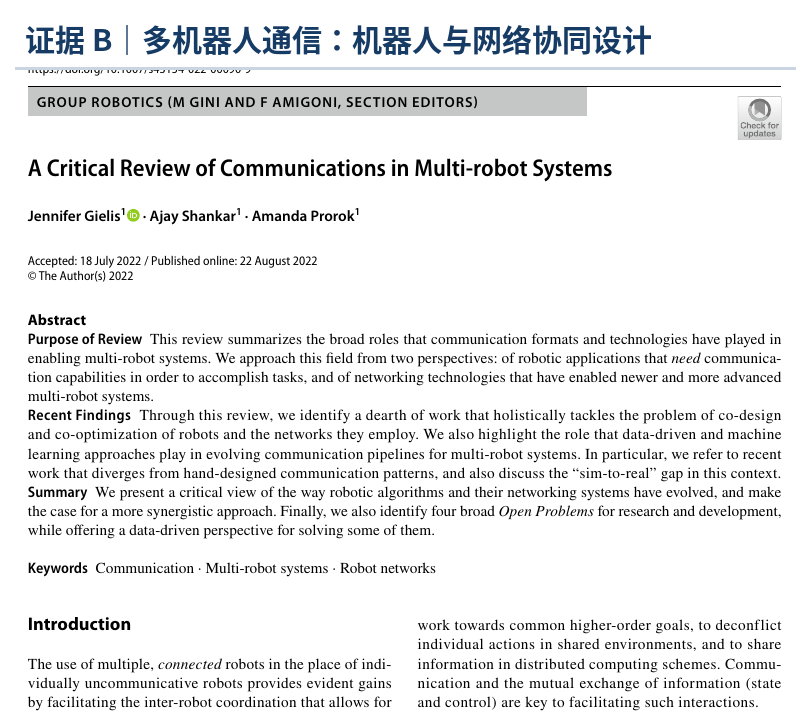 证据 B｜多机器人通信：机器人与网络协同设计
GROUP ROBOTICS (M GINI AND F AMIGONI, SECTION EDITORS)
Check for
updates
A Critical Review of Communications in Multi-robot Systems
Jennifer Gielis1 · Ajay Shankar1 · Amanda Prorok1
Accepted: 18 July 2022 / Published online: 22 August 2022
© The Author(s) 2022
Abstract
Purpose of Review This review summarizes the broad roles that communication formats and technologies have played in
enabling multi-robot systems. We approach this field from two perspectives: of robotic applications that need communica-
tion capabilities in order to accomplish tasks, and of networking technologies that have enabled newer and more advanced
multi-robot systems.
Recent Findings Through this review, we identify a dearth of work that holistically tackles the problem of co-design
and co-optimization of robots and the networks they employ. We also highlight the role that data-driven and machine
learning approaches play in evolving communication pipelines for multi-robot systems. In particular, we refer to recent
work that diverges from hand-designed communication patterns, and also discuss the “sim-to-real” gap in this context.
Summary We present a critical view of the way robotic algorithms and their networking systems have evolved, and make
the case for a more synergistic approach. Finally, we also identify four broad Open Problems for research and development,
while offering a data-driven perspective for solving some of them.
Keywords Communication · Multi-robot systems · Robot networks
Introduction
The use of multiple, connected robots in the place of indi-
vidually uncommunicative robots provides evident gains
by facilitating the inter-robot coordination that allows for
work towards common higher-order goals, to deconflict
individual actions in shared environments, and to share
information in distributed computing schemes. Commu-
nication and the mutual exchange of information (state
and control) are key to facilitating such interactions.